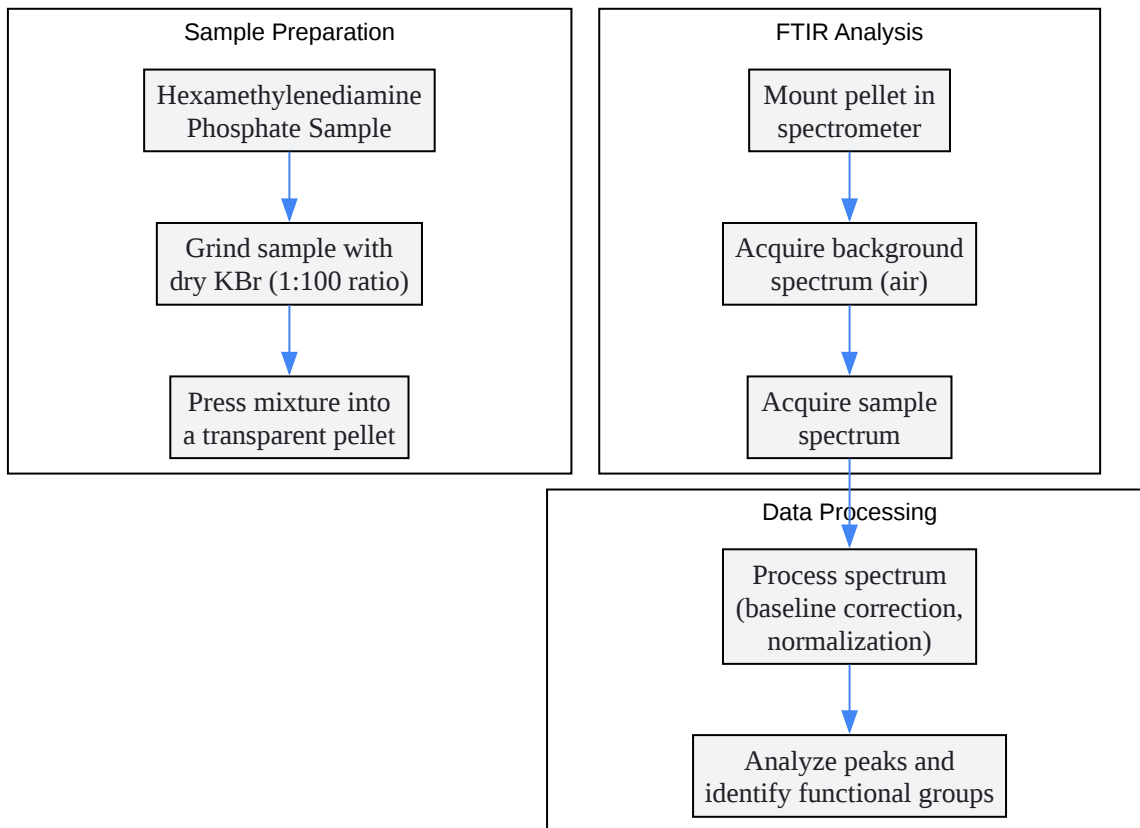 Sample Preparation
Hexamethylenediamine
Phosphate Sample
Grind sample with
dry KBr (1:100 ratio)
Press mixture into
a transparent pellet
FTIR Analysis
Mount pellet in
spectrometer
Acquire background
spectrum (air)
Acquire sample
spectrum
Data Processing
Process spectrum
(baseline correction,
normalization)
Analyze peaks and
identify functional groups